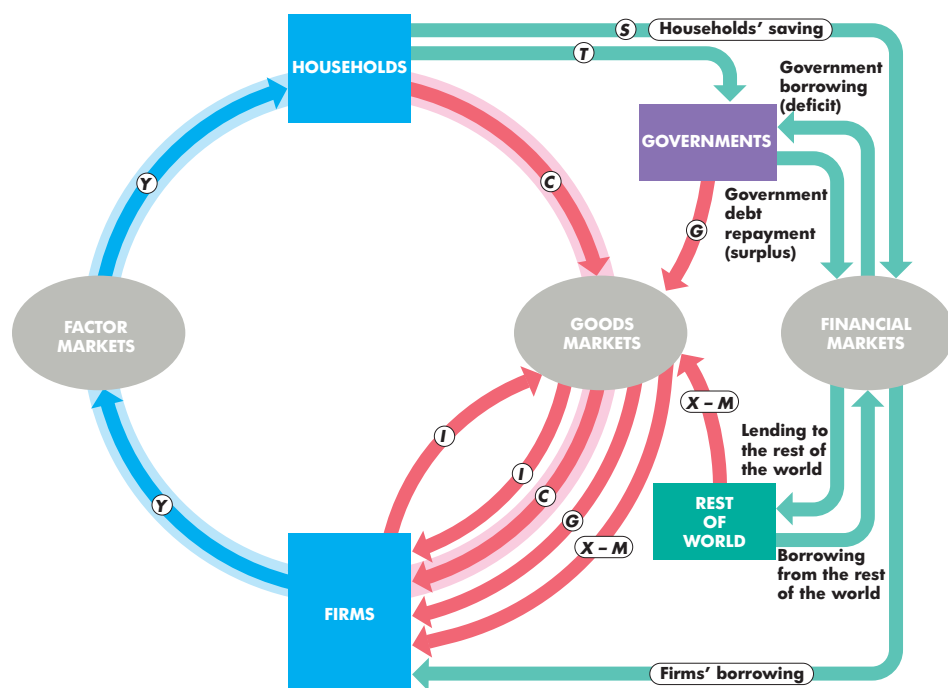 S
Households' saving
T
HOUSEHOLDS
Government
borrowing
(deficit)
GOVERNMENTS
Y
C
Government
debt
repayment
(surplus)
G
FACTOR
MARKETS
GOODS
MARKETS
FINANCIAL
MARKETS
X – M
I
Lending to
the rest of
the world
I
C
Y
G
REST
OF
WORLD
X – M
Borrowing
from the rest
of the world
FIRMS
Firms' borrowing